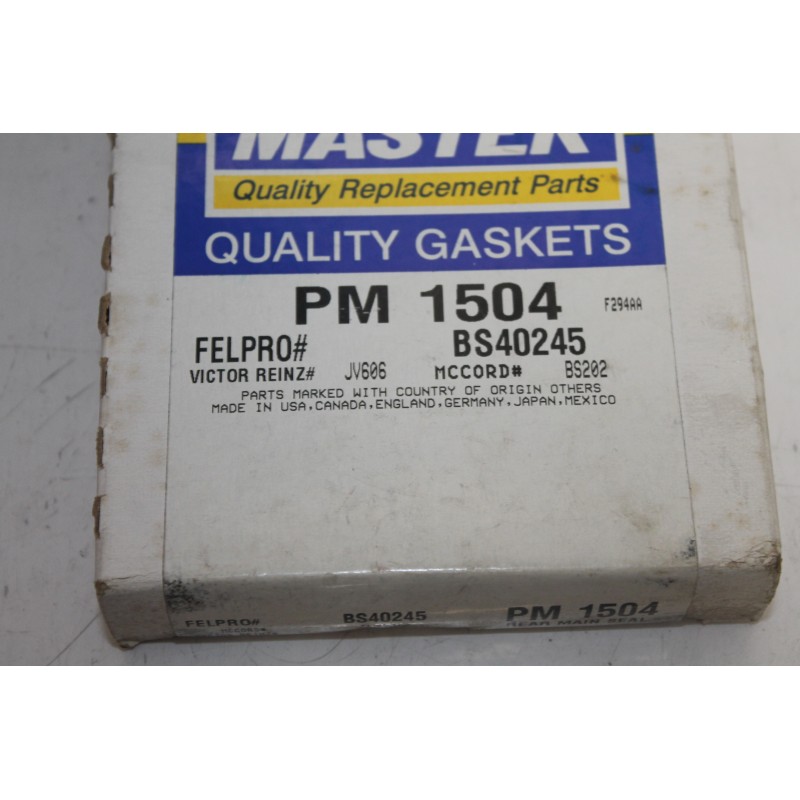 MASTER
Quality Replacement Parts
QUALITY GASKETS
PM 1504 F294AA
FELPRO# BS40245
VICTOR REINZ# JV606 MCCORD# BS202
PARTS MARKED WITH COUNTRY OF ORIGIN OTHERS
MADE IN USA,CANADA,ENGLAND,GERMANY,JAPAN,MEXICO
FELPRO# BS40245 PM 1504
REAR MAIN SEAL